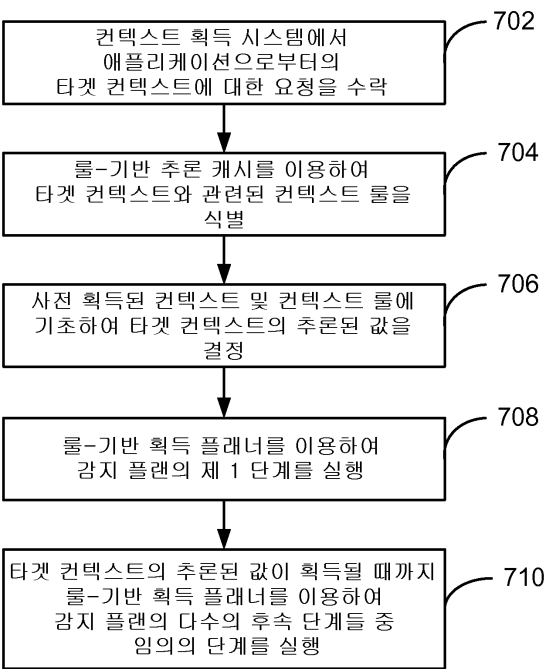 702
컨텍스트 획득 시스템에서
애플리케이션으로부터의
타겟 컨텍스트에 대한 요청을 수락
704
룰-기반 추론 캐시를 이용하여
타겟 컨텍스트와 관련된 컨텍스트 룰을
식별
706
사전 획득된 컨텍스트 및 컨텍스트 룰에
기초하여 타겟 컨텍스트의 추론된 값을
결정
708
룰-기반 획득 플래너를 이용하여
감지 플랜의 제 1 단계를 실행
710
타겟 컨텍스트의 추론된 값이 획득될 때까지
룰-기반 획득 플래너를 이용하여
감지 플랜의 다수의 후속 단계들 중
임의의 단계를 실행